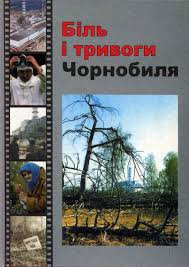 Біль
і тривоги
Чорнобиля